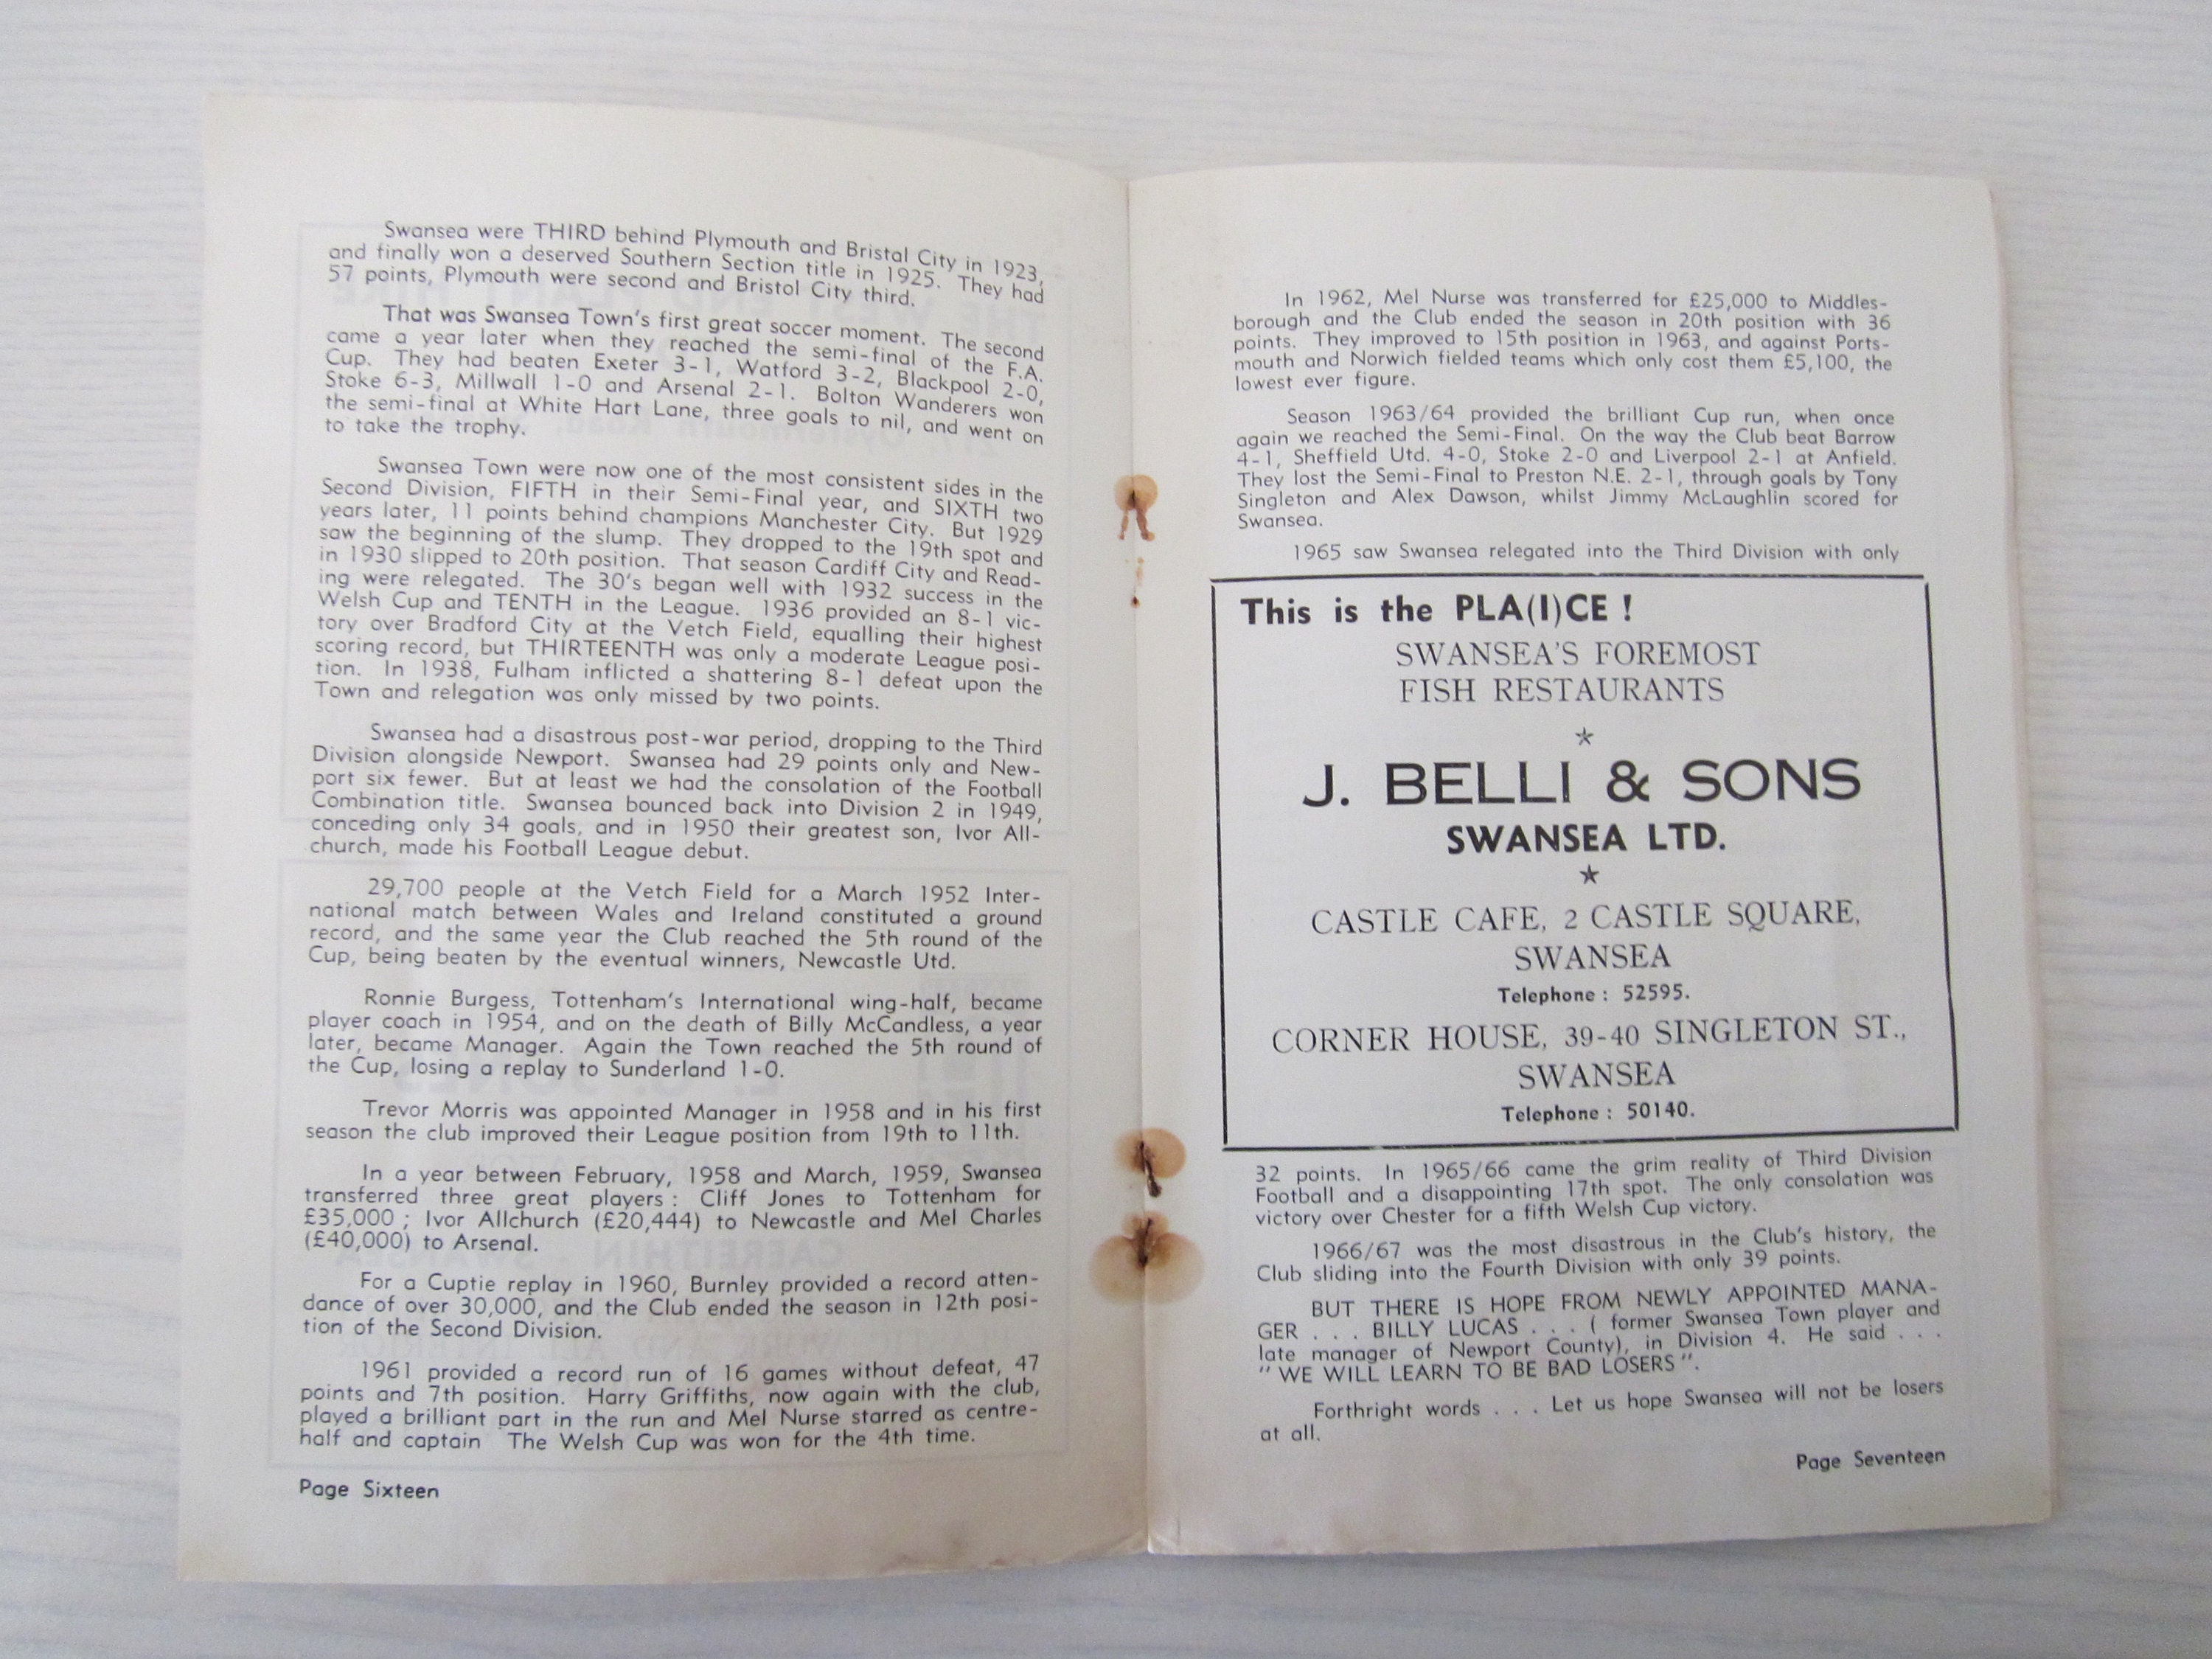 Swansea were THIRD behind Plymouth and Bristal City in 1923,
and finally won a deserved Southern Section title in 1925. They had
57 points, Plymouth were second and Bristol City third.
That was Swansea Town's first great soccer moment. The second
came a year later when they reached the semi-final of the F.A.
Cup. They had beaten Exeter 3-1, Watford 3-2, Blackpool 2-0,
Stoke 6-3, Millwall 1-0 and Arsenal 2-1. Bolton Wanderers won
the semi-final at White Hart Lane, three goals to nil, and went on
to take the trophy.
Swansea Town were now one of the most consistent sides in the
Second Division, FIFTH in their Semi-Final year, and SIXTH two
years later, 11 points behind champions Manchester City. But 1929
saw the beginning of the slump. They dropped to the 19th spot and
in 1930 slipped to 20th position. That season Cardiff City and Read-
ing were relegated. The 30's began well with 1932 success in the
Welsh Cup and TENTH in the League. 1936 provided an 8-1 vic-
tory over Bradford City at the Vetch Field, equalling their highest
scoring record, but THIRTEENTH was only a moderate League posi-
tion. In 1938, Fulham inflicted a shattering 8-1 defeat upon the
Town and relegation was only missed by two points.
Swansea had a disastrous post-war period, dropping to the Third
Division alongside Newport. Swansea had 29 points only and New-
port six fewer. But at least we had the consolation of the Football
Combination title. Swansea bounced back into Division 2 in 1949,
conceding only 34 goals, and in 1950 their greatest son, Ivor All-
church, made his Football League debut.
29,700 people at the Vetch Field for a March 1952 Inter-
national match between Wales and Ireland constituted a ground
record, and the same year the Club reached the 5th round of the
Cup, being beaten by the eventual winners, Newcastle Utd.
Ronnie Burgess, Tottenham's International wing-half, became
player coach in 1954, and on the death of Billy McCandless, a year
later, became Manager. Again the Town reached the 5th round of
the Cup, losing a replay to Sunderland 1-0.
Trevor Morris was appointed Manager in 1958 and in his first
season the club improved their League position from 19th to 11th.
In a year between February, 1958 and March, 1959, Swansea
transferred three great players : Cliff Jones to Tottenham for
£35,000 ; Ivor Allchurch (£20,444) to Newcastle and Mel Charles
(£40,000) to Arsenal.
For a Cuptie replay in 1960, Burnley provided a record atten-
dance of over 30,000, and the Club ended the season in 12th posi-
tion of the Second Division.
1961 provided a record run of 16 games without defeat, 47
points and 7th position. Harry Griffiths, now again with the club,
played a brilliant part in the run and Mel Nurse starred as centre-
half and captain The Welsh Cup was won for the 4th time.
Page Sixteen
In 1962, Mel Nurse was transferred for £25,000 to Middles-
borough and the Club ended the season in 20th position with 36
points. They improved to 15th position in 1963, and against Ports-
mouth and Norwich fielded teams which only cost them £5,100, the
lowest ever figure.
Season 1963/64 provided the brilliant Cup run, when once
again we reached the Semi-Final. On the way the Club beat Barrow
4-1, Sheffield Utd. 4-0, Stoke 2-0 and Liverpool 2-1 at Anfield.
They lost the Semi-Final to Preston N.E. 2-1, through goals by Tony
Singleton and Alex Dawson, whilst Jimmy McLaughlin scored for
Swansea.
1965 saw Swansea relegated into the Third Division with only
This is the PLA(I)CE !
SWANSEA'S FOREMOST
FISH RESTAURANTS
J. BELLI & SONS
SWANSEA LTD.
CASTLE CAFE, 2 CASTLE SQUARE,
SWANSEA
Telephone : 52595.
CORNER HOUSE, 39-40 SINGLETON ST.,
SWANSEA
Telephone : 50140.
32 points. In 1965/66 came the grim reality of Third Division
Football and a disappointing 17th spot. The only consolation was
victory over Chester for a fifth Welsh Cup victory.
1966/67 was the most disastrous in the Club's history, the
Club sliding into the Fourth Division with only 39 points.
BUT THERE IS HOPE FROM NEWLY APPOINTED MANA-
GER . . . BILLY LUCAS . . . ( former Swansea Town player and
late manager of Newport County), in Division 4. He said . . .
" WE WILL LEARN TO BE BAD LOSERS ".
Forthright words . . . Let us hope Swansea will not be losers
at all.
Page Seventeen